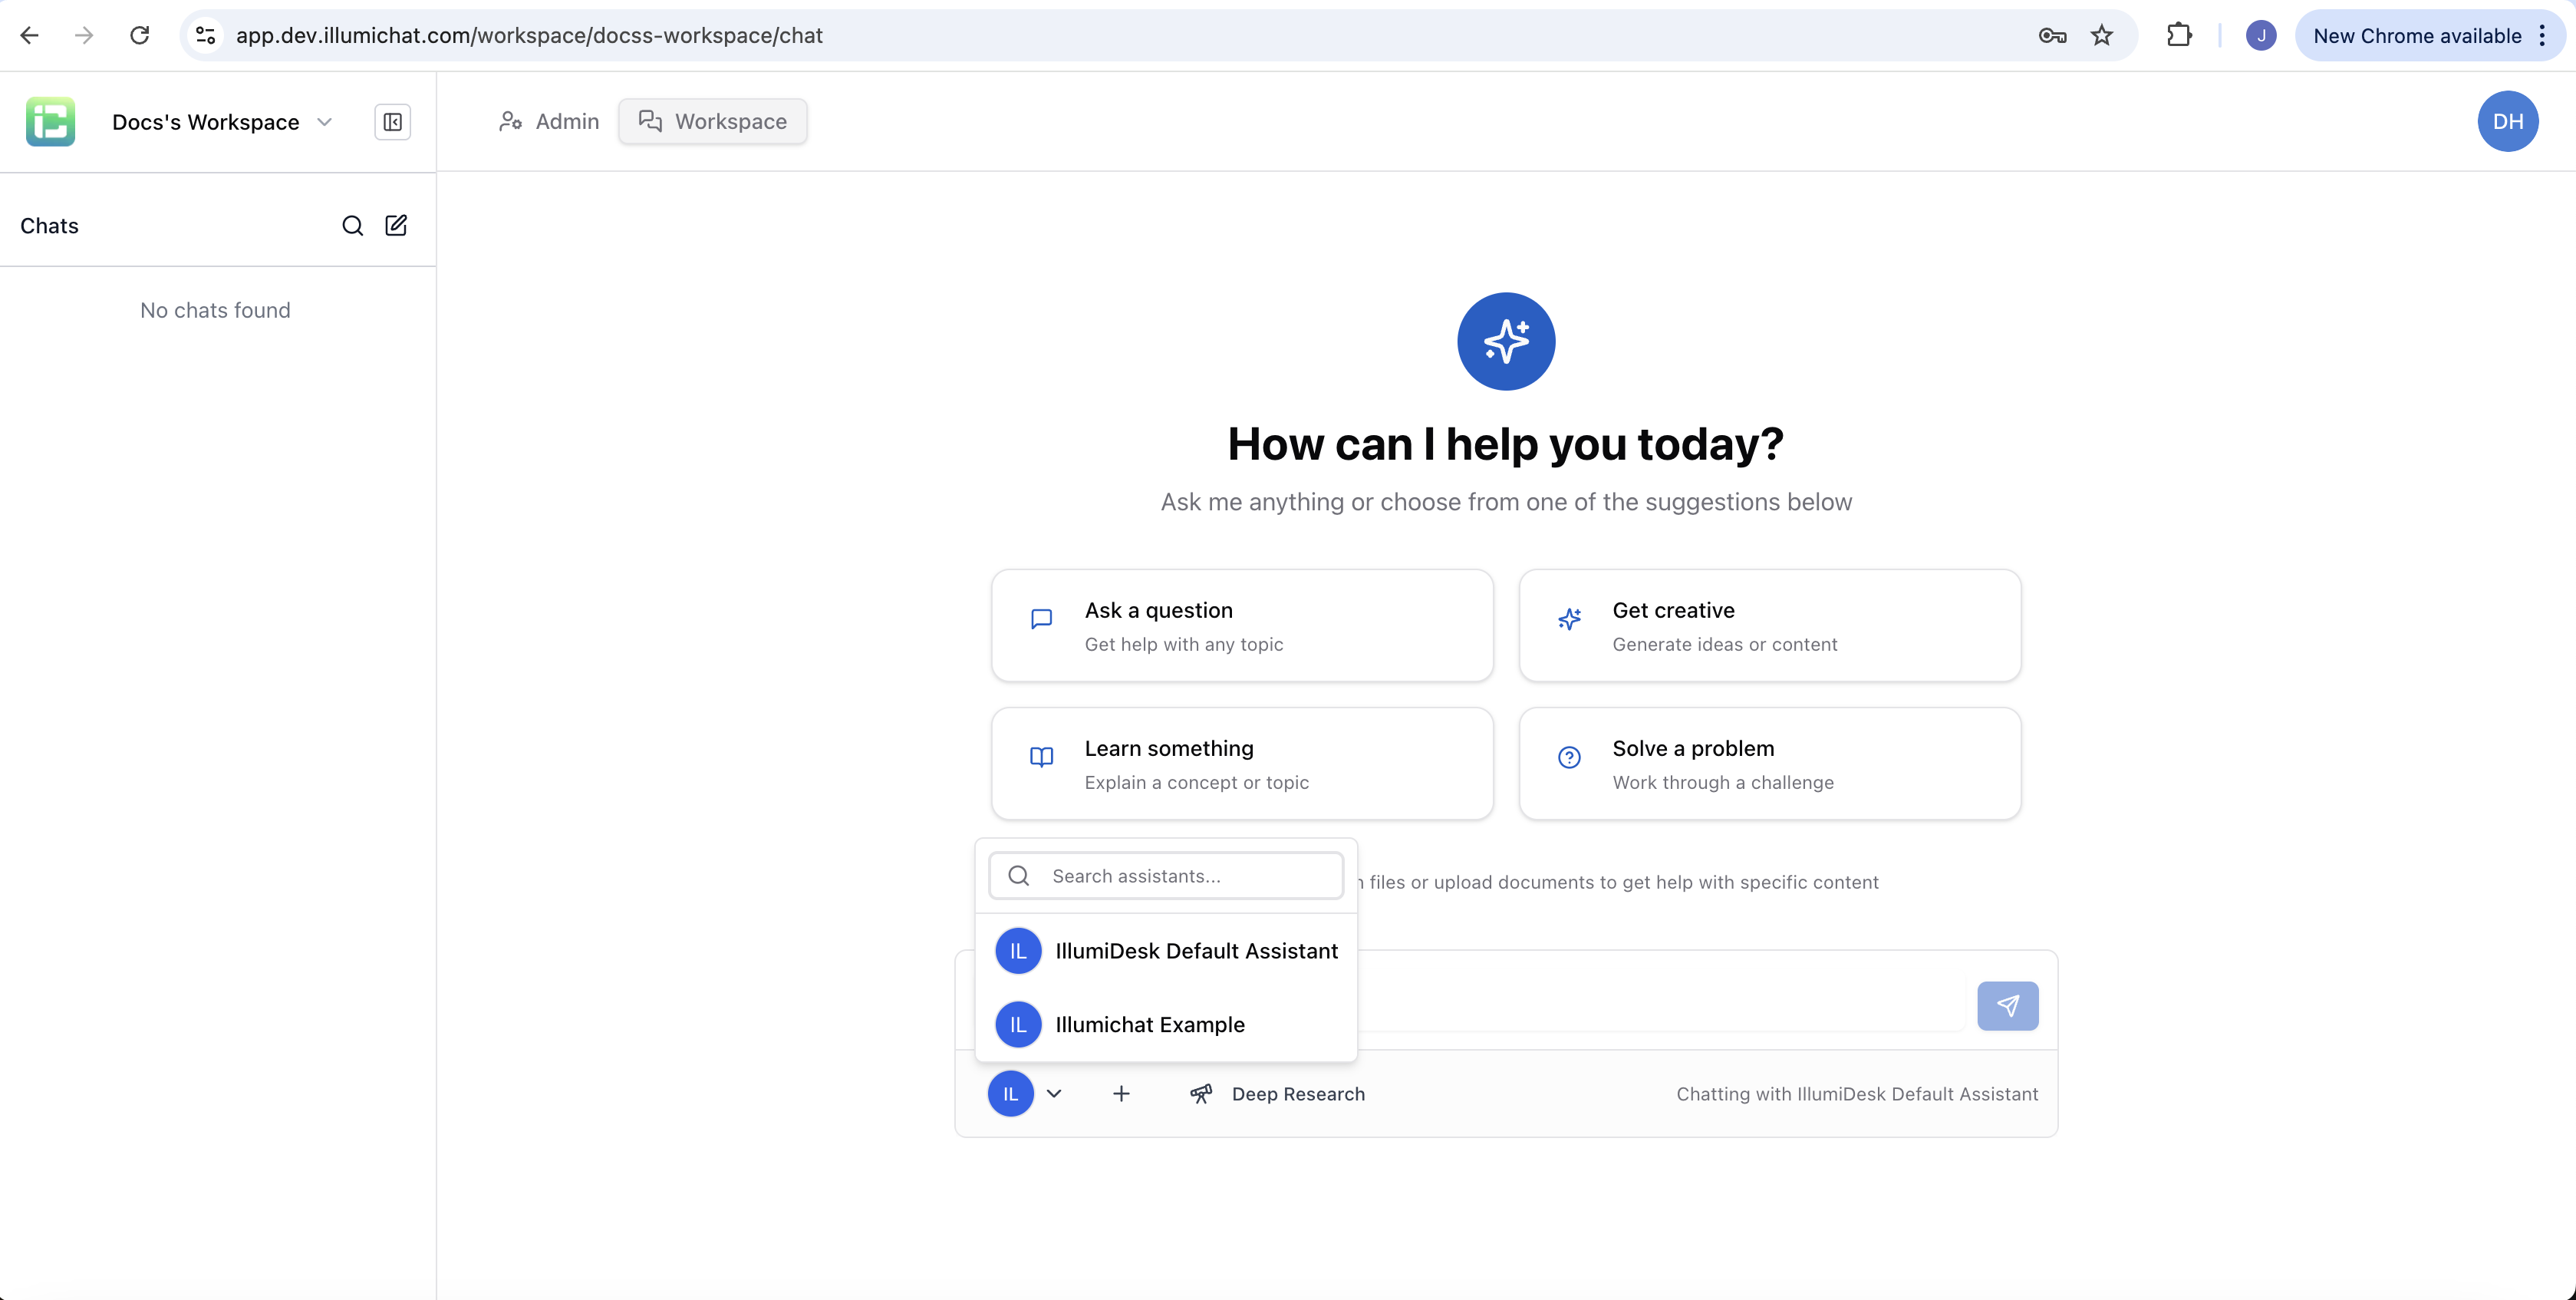 app.dev.illumichat.com/workspace/docss-workspace/chat
J
New Chrome available
Docs's Workspace
Admin
Workspace
DH
Chats
No chats found
How can I help you today?
Ask me anything or choose from one of the suggestions below
Ask a question
Get help with any topic
Get creative
Generate ideas or content
Learn something
Explain a concept or topic
Solve a problem
Work through a challenge
Search assistants...
files or upload documents to get help with specific content
IL IllumiDesk Default Assistant
IL Illumichat Example
IL
Deep Research
Chatting with IllumiDesk Default Assistant